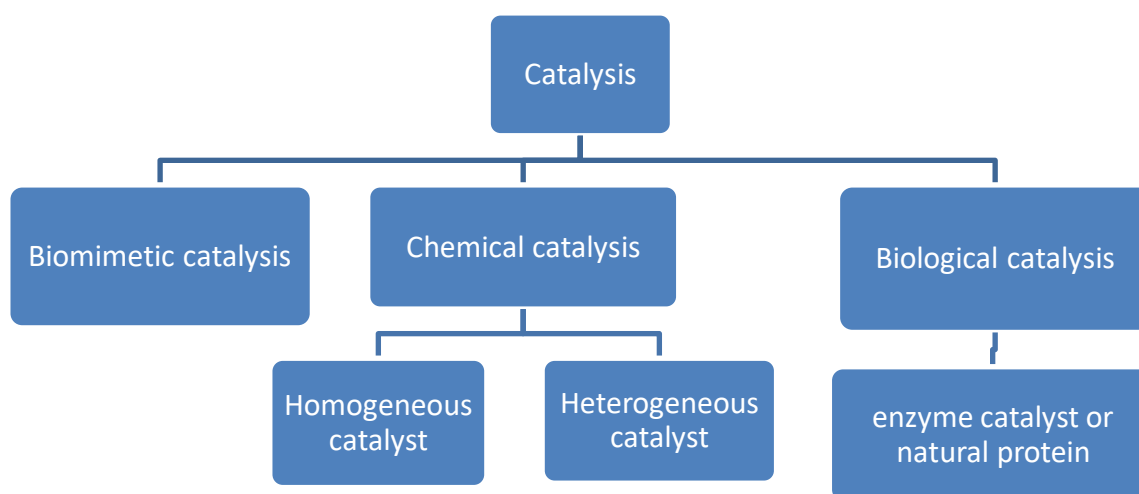 Catalysis
Biomimetic catalysis
Chemical catalysis
Biological catalysis
Homogeneous
catalyst
Heterogeneous
catalyst
enzyme catalyst or
natural protein